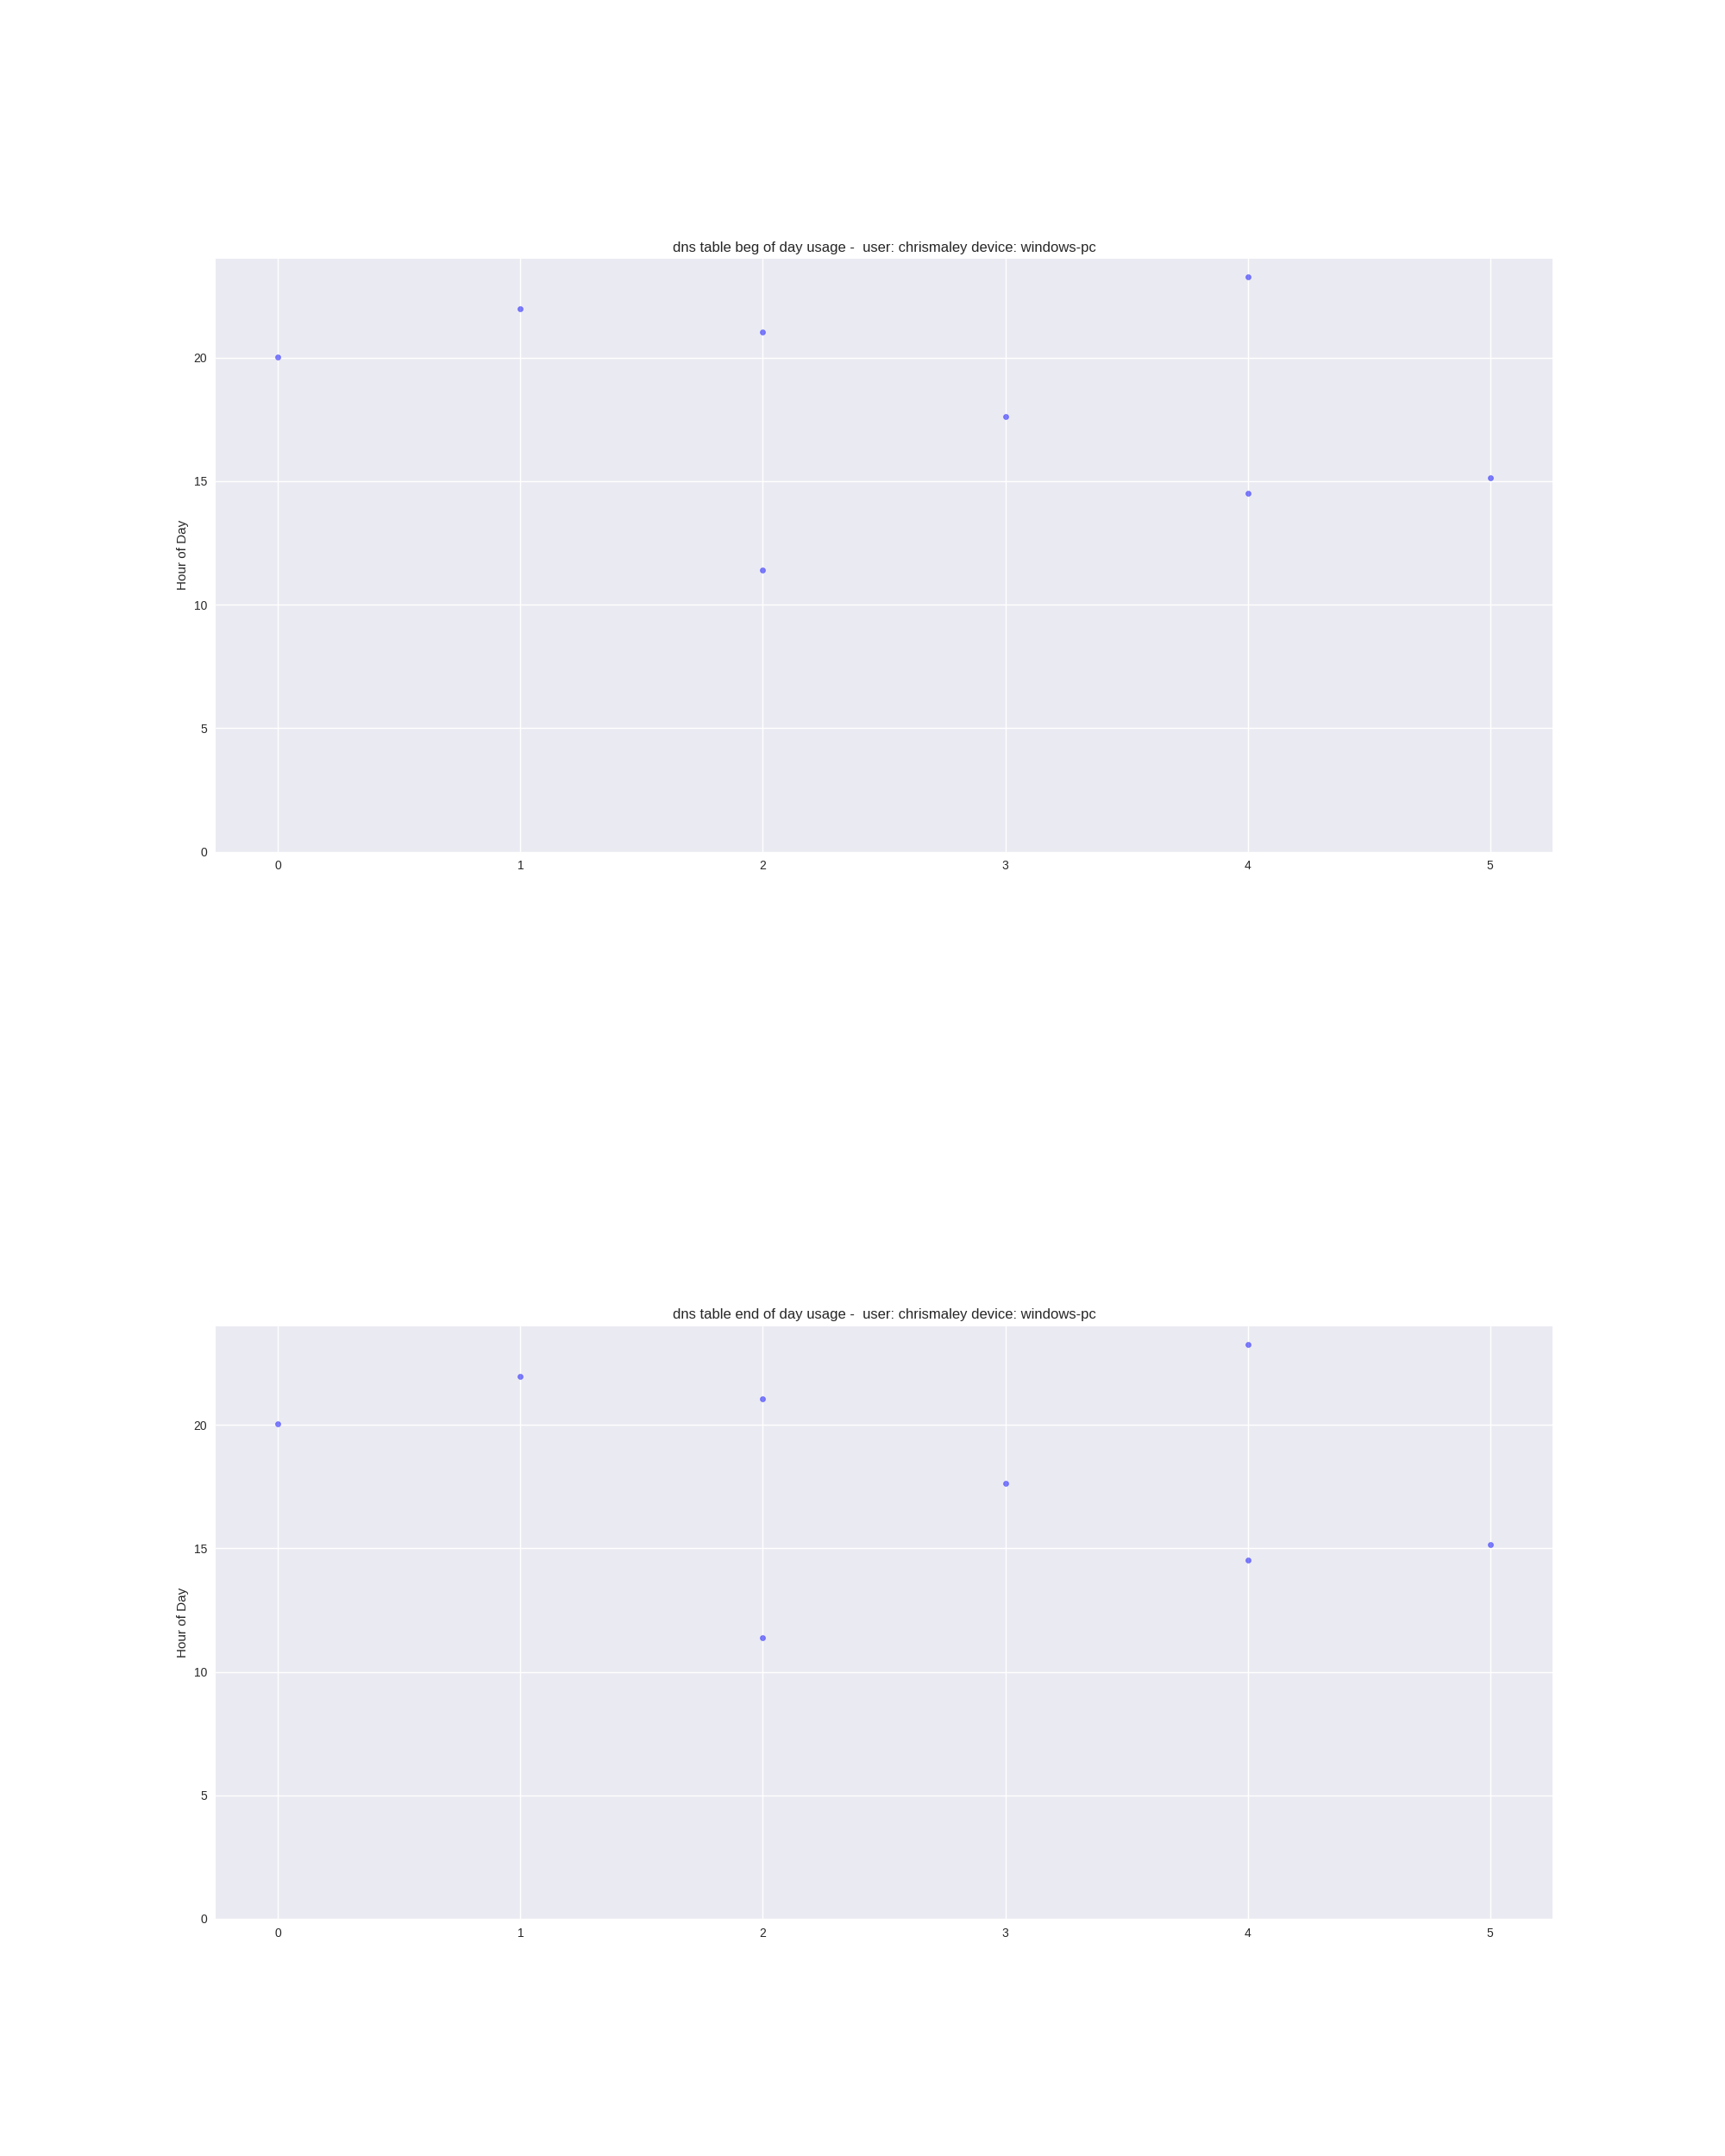 dns table beg of day usage -  user: chrismaley device: windows-pc
20
15
Hour of Day
10
5
0
0 1 2 3 4 5
dns table end of day usage -  user: chrismaley device: windows-pc
20
15
Hour of Day
10
5
0
0 1 2 3 4 5